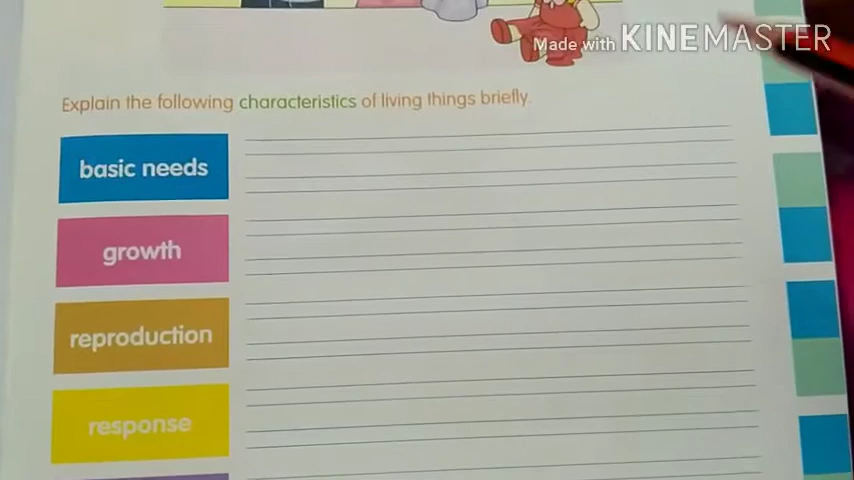 Made with KINEMASTER
Explain the following characteristics of living things briefly.
basic needs
growth
reproduction
response